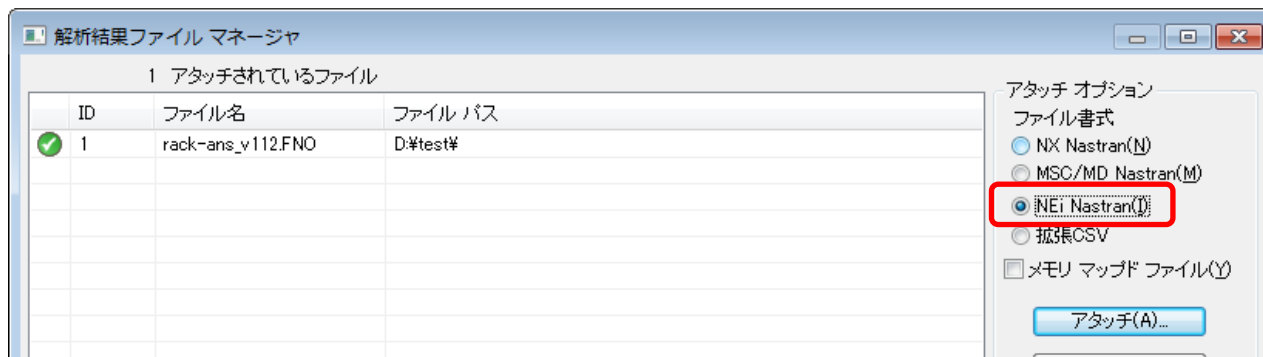 解析結果ファイル マネージャ
1 アタッチされているファイル
ID ファイル名 ファイル パス
1 rack-ans_v112.FNO D:¥test¥
アタッチ オプション
ファイル書式
NX Nastran(N)
MSC/MD Nastran(M)
NEi Nastran(I)
拡張CSV
メモリ マップド ファイル(Y)
アタッチ(A)...